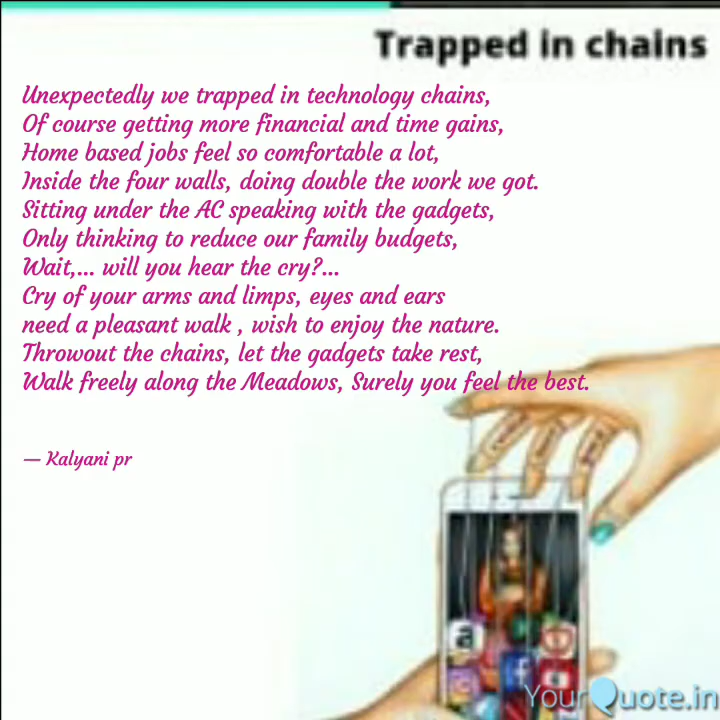 Trapped in chains
Unexpectedly we trapped in technology chains,
Of course getting more financial and time gains,
Home based jobs feel so comfortable a lot,
Inside the four walls, doing double the work we got.
Sitting under the AC speaking with the gadgets,
Only thinking to reduce our family budgets,
Wait,... will you hear the cry?...
Cry of your arms and limps, eyes and ears
need a pleasant walk , wish to enjoy the nature.
Throwout the chains, let the gadgets take rest,
Walk freely along the Meadows, Surely you feel the best.
— Kalyani pr
a
f
YourQuote.in